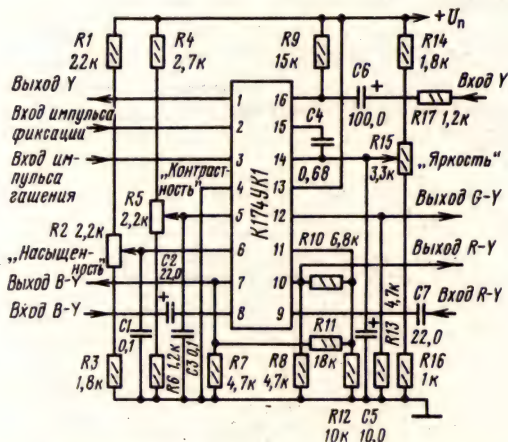 +Uп
R1
2,2к
R4
2,7к
R9
15к
R14
1,8к
C6
+
100,0
Вход Y
R17 1,2к
Выход Y
Вход импульса
фиксации
Вход им-
пульса
гашения
„Контраст-
ность"
R5
2,2к
R2 2,2к
„Насыщен-
ность"
Выход B-Y
Вход B-Y
1
2
3
4
5
6
7
8
К174УК1
16
15
14
13
12
11
10
9
C4
0,68
R15
3,3к
„Яркость"
Выход G-Y
R10 6,8к
Выход R-Y
4,7к
R13
C7
22,0
Вход R-Y
C2
22,0
+
C1
0,1
R3
1,8к
R6 1,2к
C3 0,1
R7
4,7к
R8
4,7к
R11
18к
+
R12
10к
C5
10,0
R16
1к